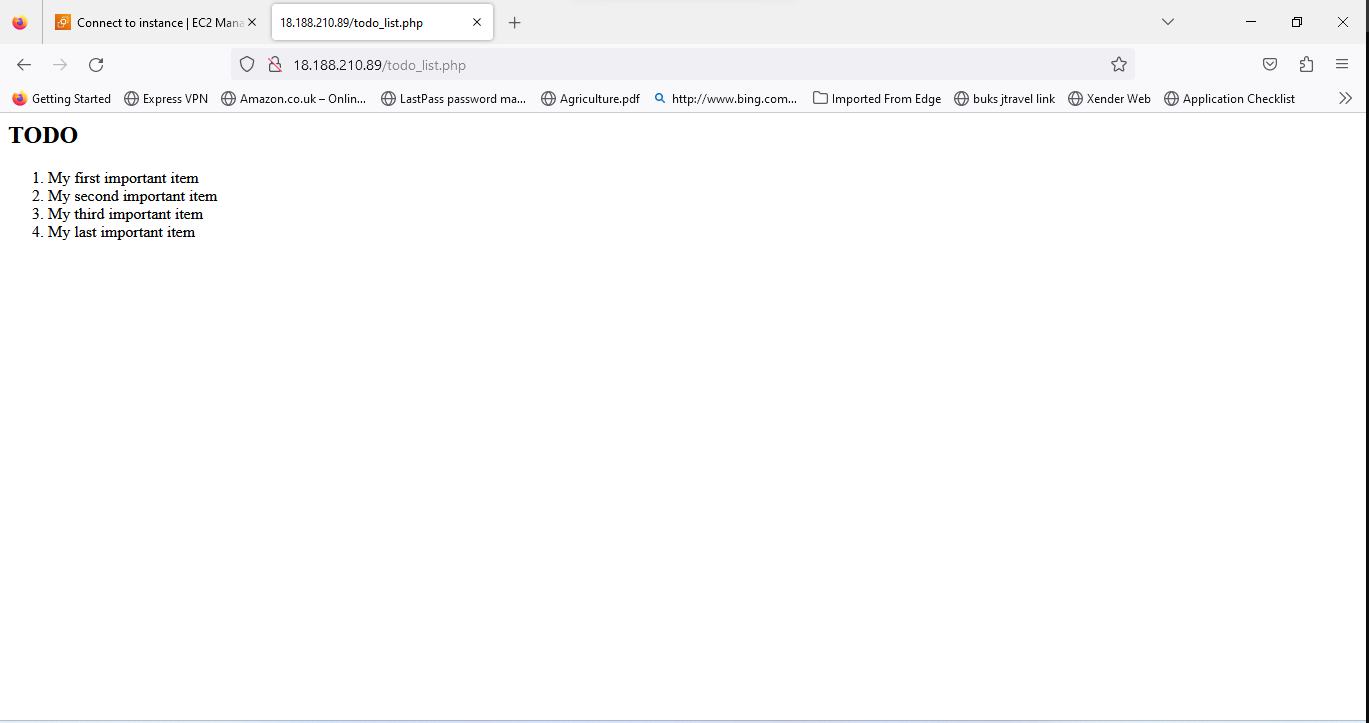 Connect to instance | EC2 Mana
18.188.210.89/todo_list.php
18.188.210.89/todo_list.php
Getting Started
Express VPN
Amazon.co.uk – Onlin...
LastPass password ma...
Agriculture.pdf
http://www.bing.com...
Imported From Edge
buks jtravel link
Xender Web
Application Checklist
TODO
1. My first important item
2. My second important item
3. My third important item
4. My last important item